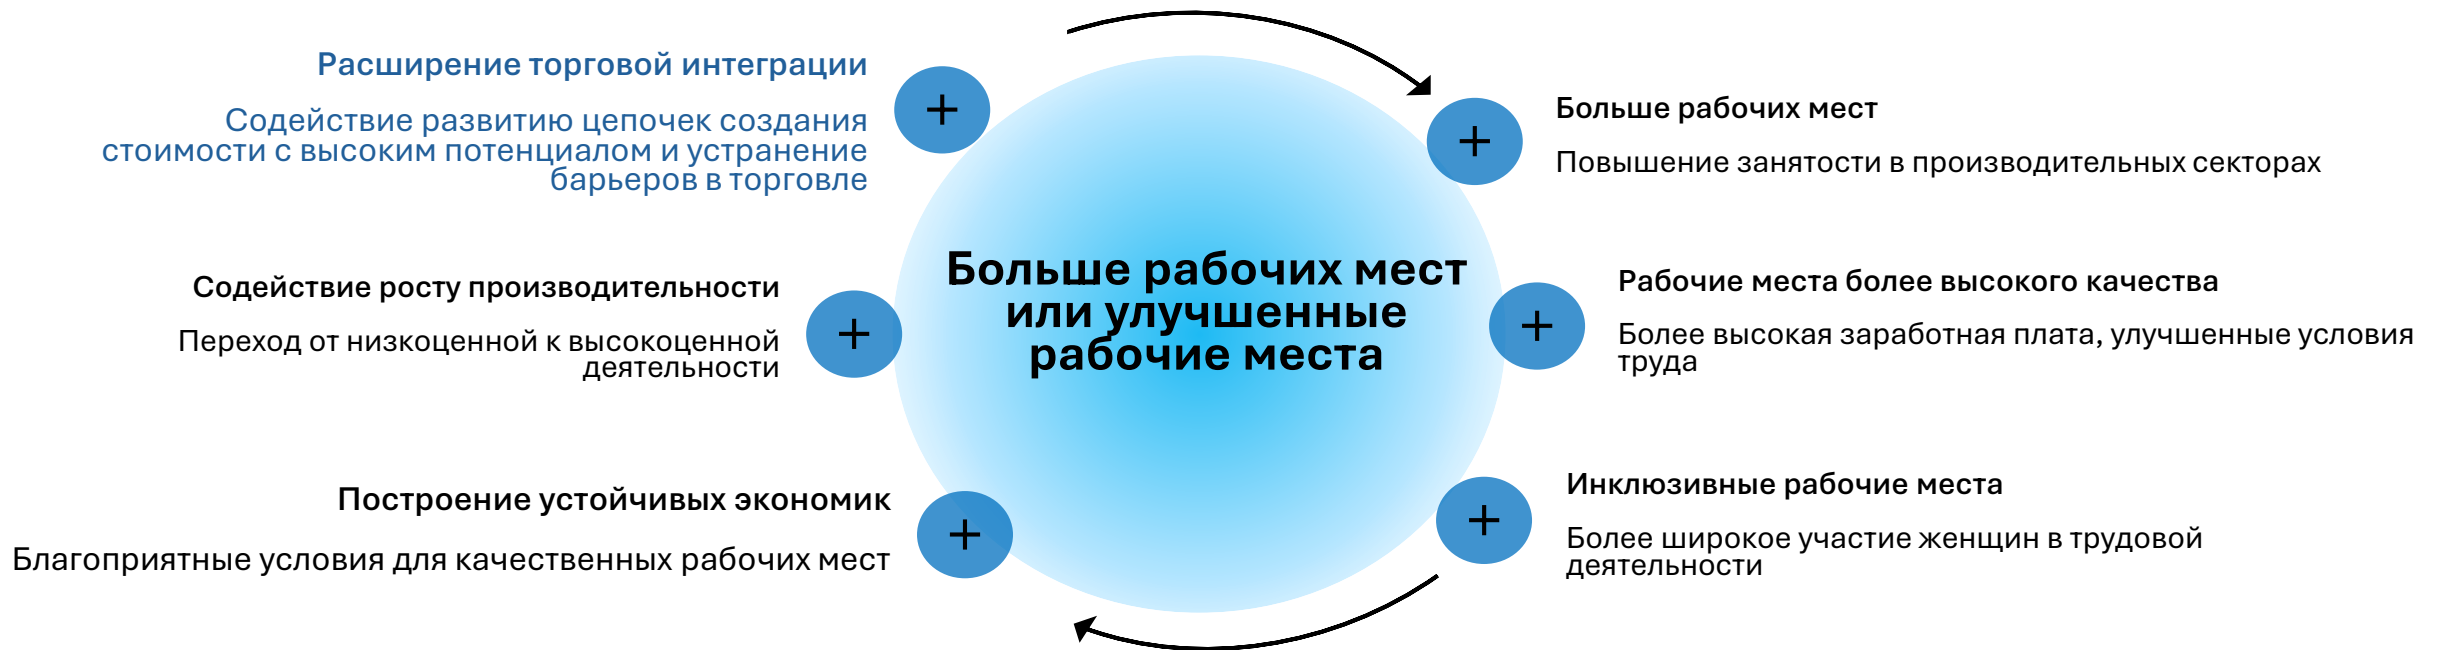 Расширение торговой интеграции
Содействие развитию цепочек создания
стоимости с высоким потенциалом и устранение
барьеров в торговле
Содействие росту производительности
Переход от низкоценной к высокоценной
деятельности
Построение устойчивых экономик
Благоприятные условия для качественных рабочих мест
Больше рабочих мест
или улучшенные
рабочие места
Больше рабочих мест
Повышение занятости в производительных секторах
Рабочие места более высокого качества
Более высокая заработная плата, улучшенные условия
труда
Инклюзивные рабочие места
Более широкое участие женщин в трудовой
деятельности